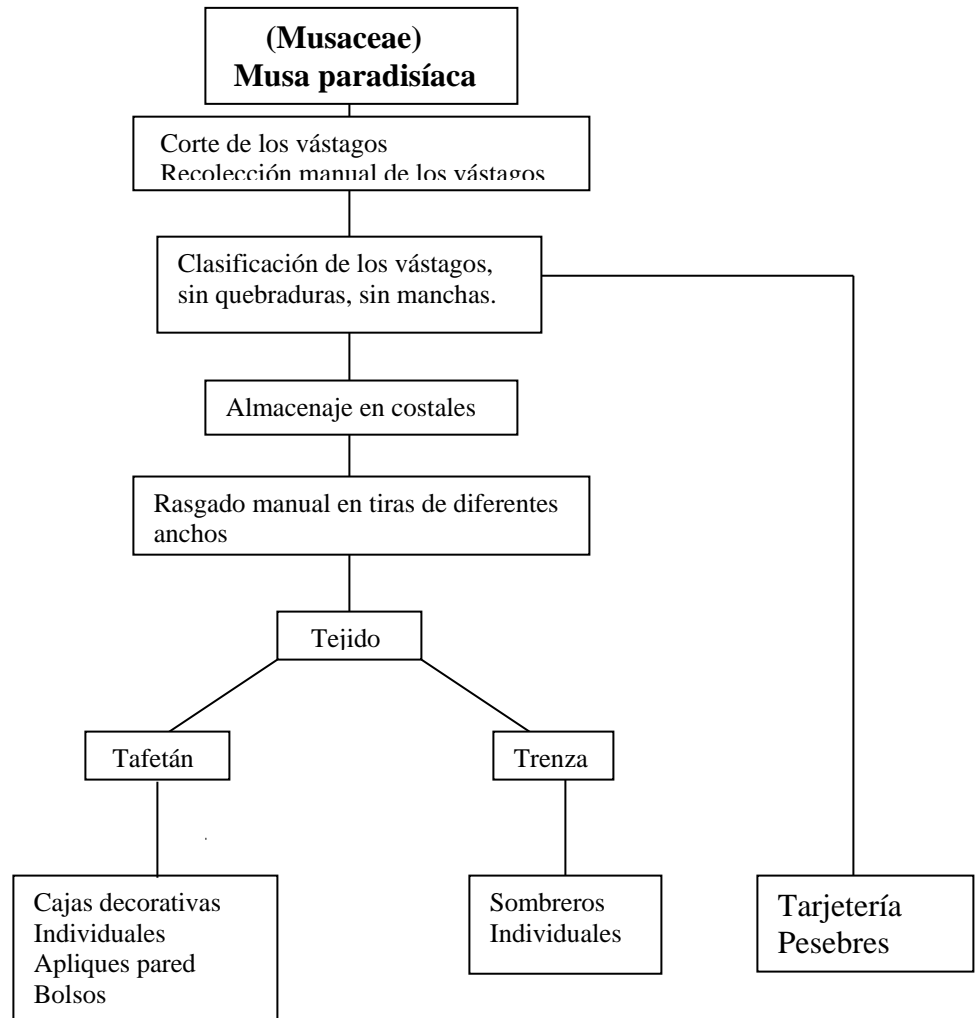 (Musaceae)
Musa paradisíaca
Corte de los vástagos
Recolección manual de los vástagos
Clasificación de los vástagos,
sin quebraduras, sin manchas.
Almacenaje en costales
Rasgado manual en tiras de diferentes
anchos
Tejido
Tafetán
Trenza
Cajas decorativas
Individuales
Apliques pared
Bolsos
Sombreros
Individuales
Tarjetería
Pesebres